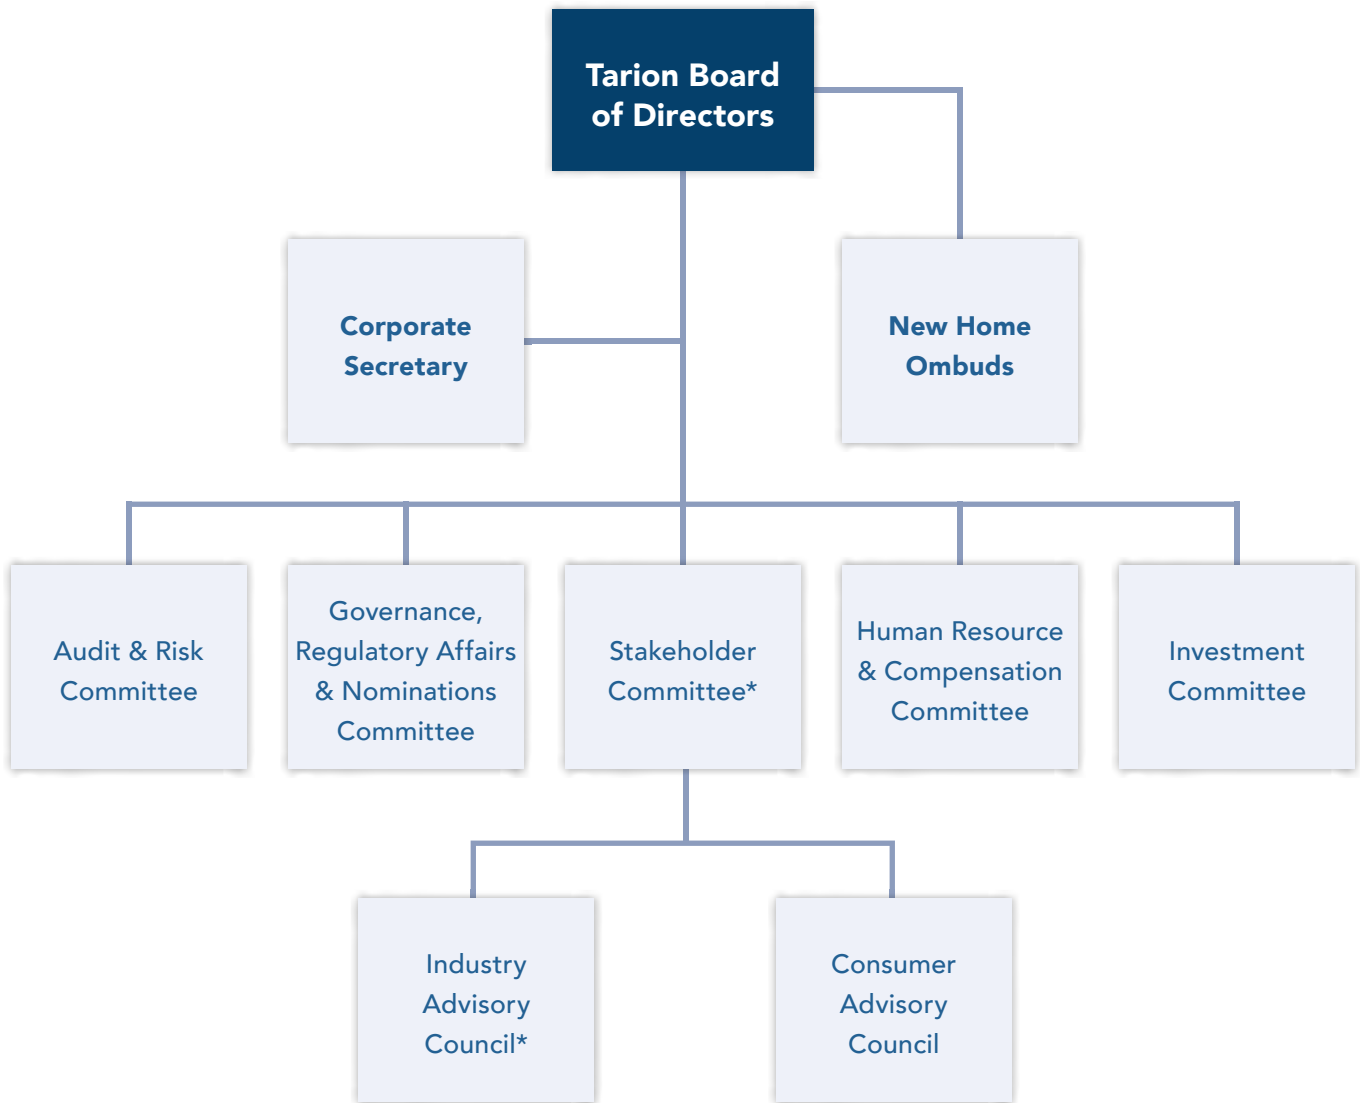 Tarion Board
of Directors
Corporate
Secretary
New Home
Ombuds
Audit & Risk
Committee
Governance,
Regulatory Affairs
& Nominations
Committee
Stakeholder
Committee*
Human Resource
& Compensation
Committee
Investment
Committee
Industry
Advisory
Council*
Consumer
Advisory
Council